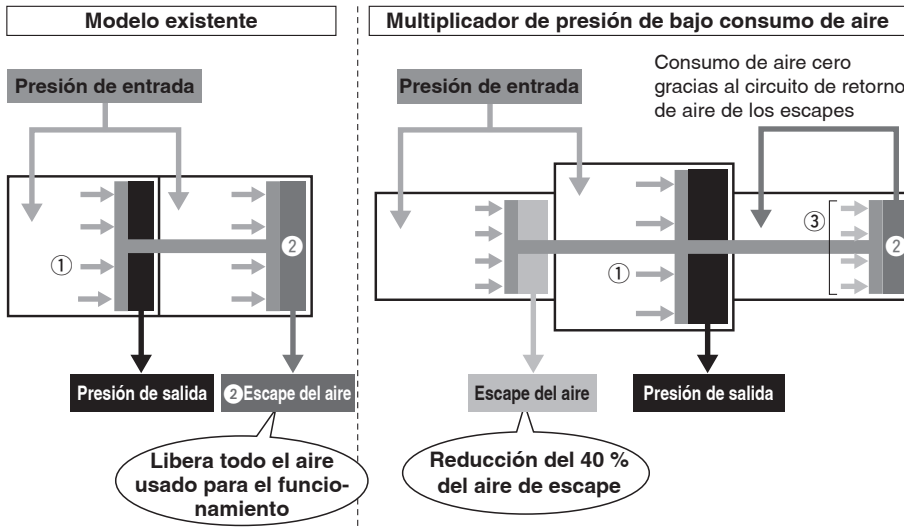 Modelo existente
Presión de entrada
①
②
Presión de salida
② Escape del aire
Libera todo el aire
usado para el funcio-
namiento
Multiplicador de presión de bajo consumo de aire
Presión de entrada
Consumo de aire cero
gracias al circuito de retorno
de aire de los escapes
①
③
②
Escape del aire
Presión de salida
Reducción del 40 %
del aire de escape